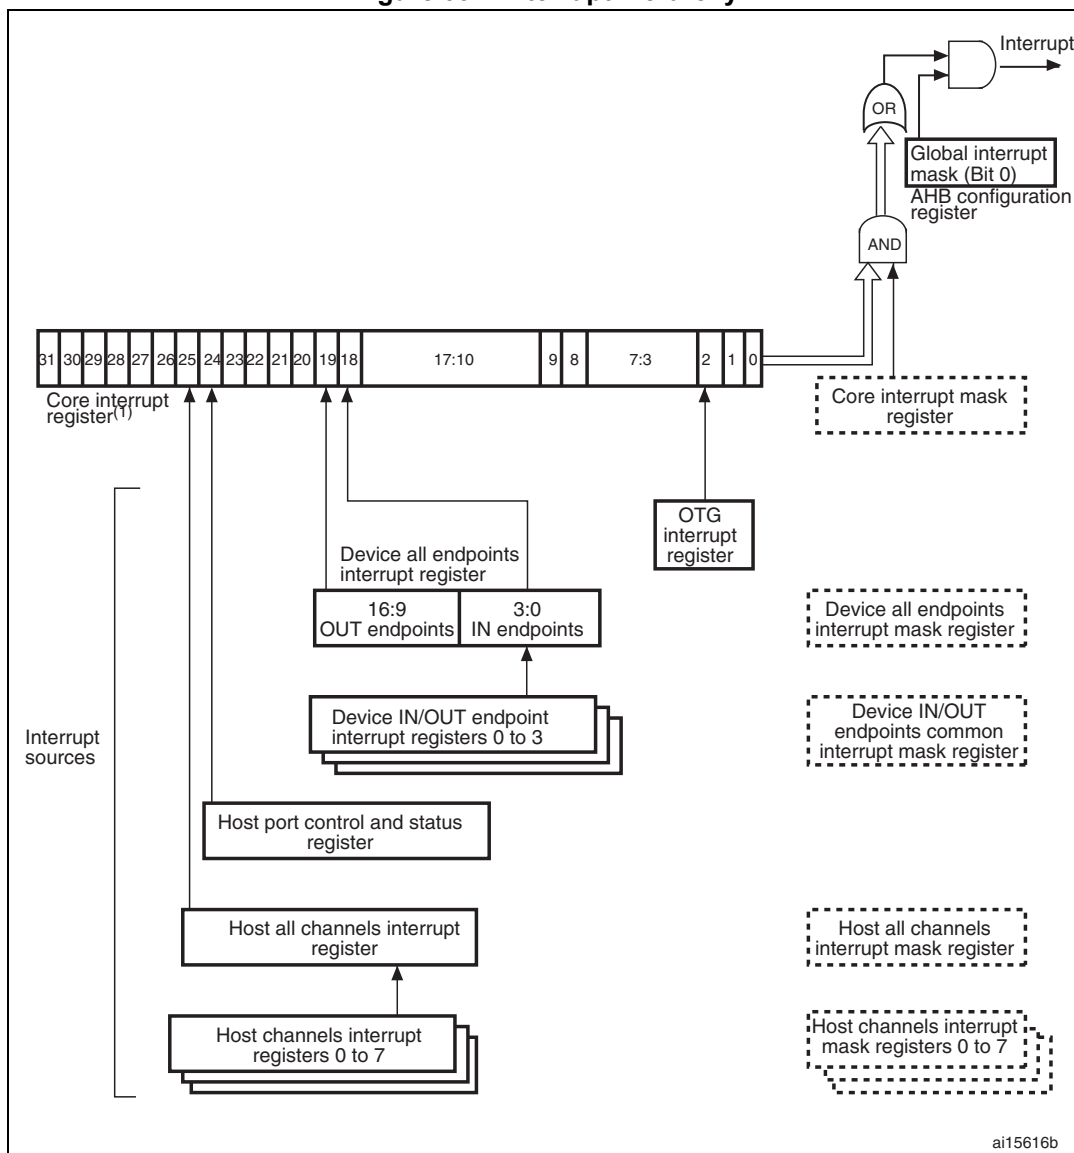 Interrupt
OR
Global interrupt
mask (Bit 0)
AHB configuration
register
AND
31 30 29 28 27 26 25 24 23 22 21 20 19 18 17:10 9 8 7:3 2 1 0
Core interrupt
register(1)
Core interrupt mask
register
OTG
interrupt
register
Device all endpoints
interrupt register
16:9
OUT endpoints
3:0
IN endpoints
Device all endpoints
interrupt mask register
Device IN/OUT endpoint
interrupt registers 0 to 3
Device IN/OUT
endpoints common
interrupt mask register
Interrupt
sources
Host port control and status
register
Host all channels interrupt
register
Host all channels
interrupt mask register
Host channels interrupt
registers 0 to 7
Host channels interrupt
mask registers 0 to 7
ai15616b